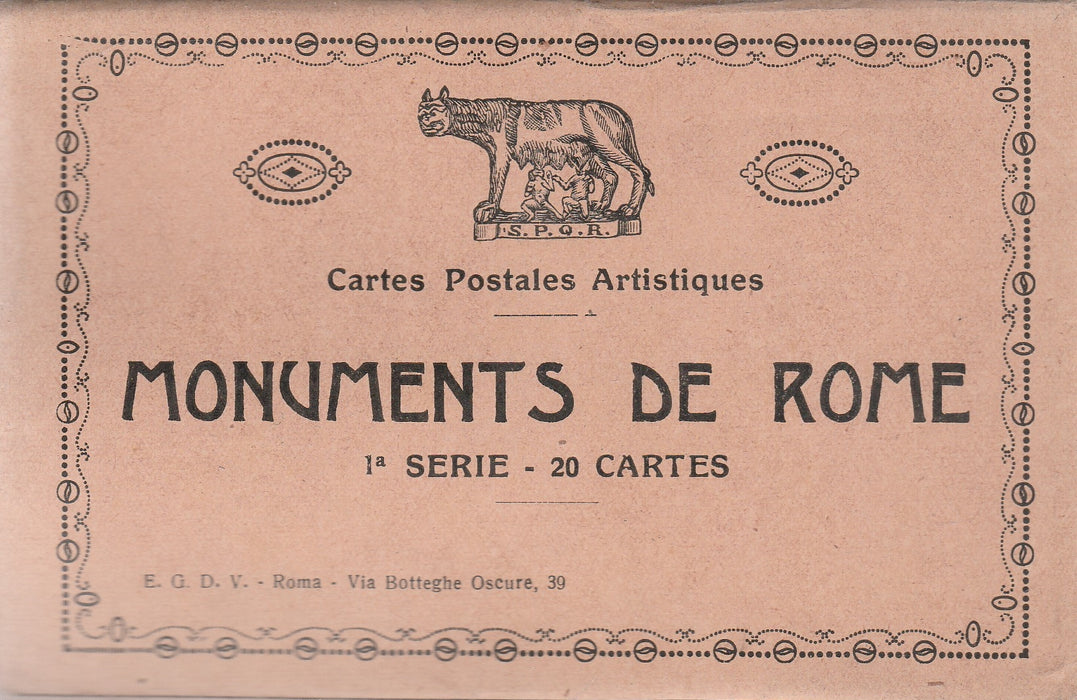 S.P.Q.R.
Cartes Postales Artistiques
MONUMENTS DE ROME
1ª SERIE - 20 CARTES
E. G. D. V. - Roma - Via Botteghe Oscure, 39